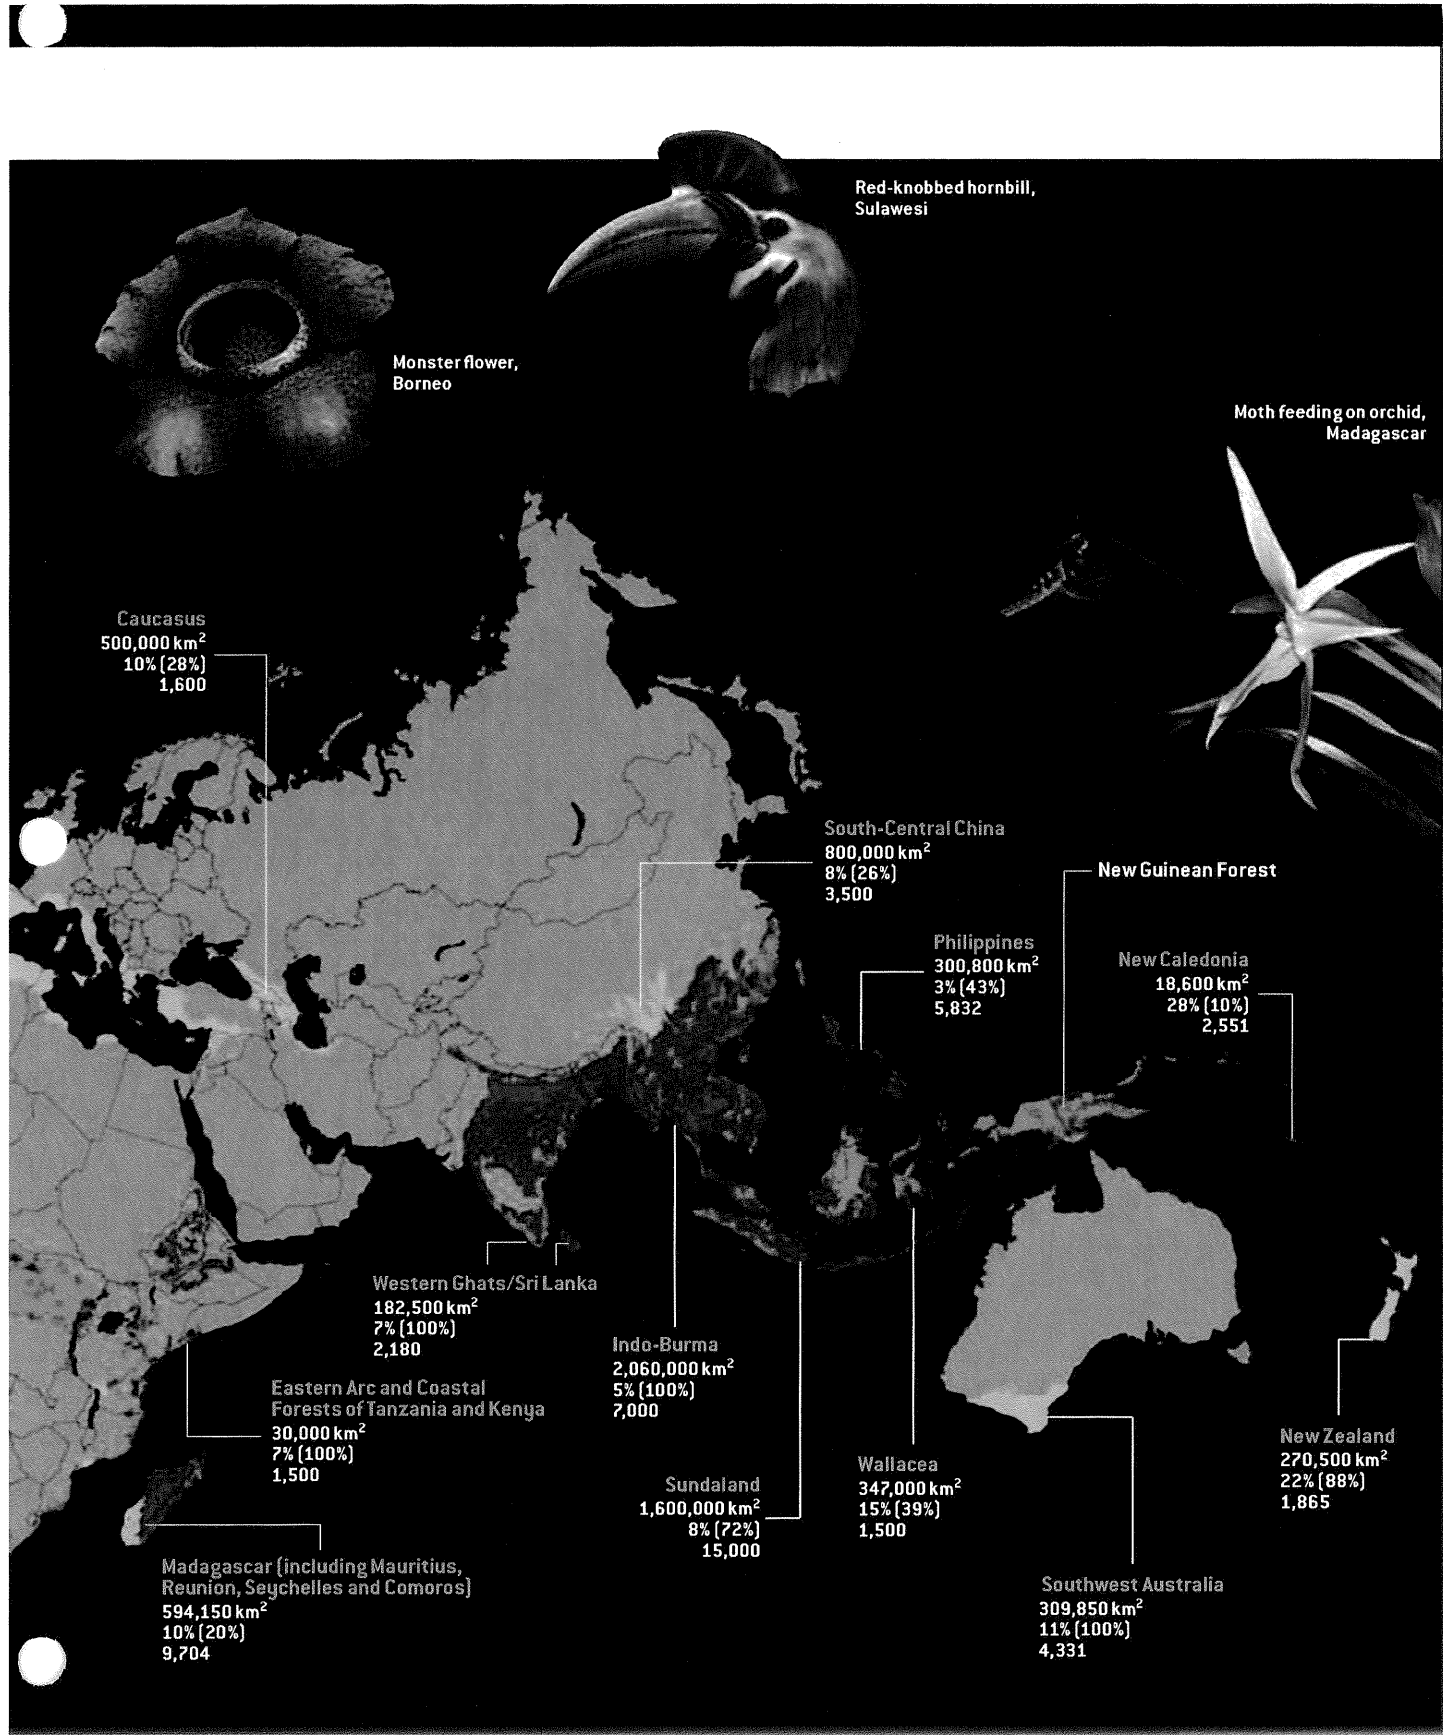 Red-knobbed hornbill,
Sulawesi
Monster flower,
Borneo
Moth feeding on orchid,
Madagascar
Caucasus
500,000 km²
10% (28%)
1,600
South-Central China
800,000 km²
8% (26%)
3,500
New Guinean Forest
Philippines
300,800 km²
3% (43%)
5,832
New Caledonia
18,600 km²
28% (10%)
2,551
Western Ghats/Sri Lanka
182,500 km²
7% (100%)
2,180
Indo-Burma
2,060,000 km²
5% (100%)
7,000
Eastern Arc and Coastal
Forests of Tanzania and Kenya
30,000 km²
7% (100%)
1,500
Sundaland
1,600,000 km²
8% (72%)
15,000
Wallacea
347,000 km²
15% (39%)
1,500
New Zealand
270,500 km²
22% (88%)
1,865
Madagascar (including Mauritius,
Reunion, Seychelles and Comoros)
594,150 km²
10% (20%)
9,704
Southwest Australia
309,850 km²
11% (100%)
4,331